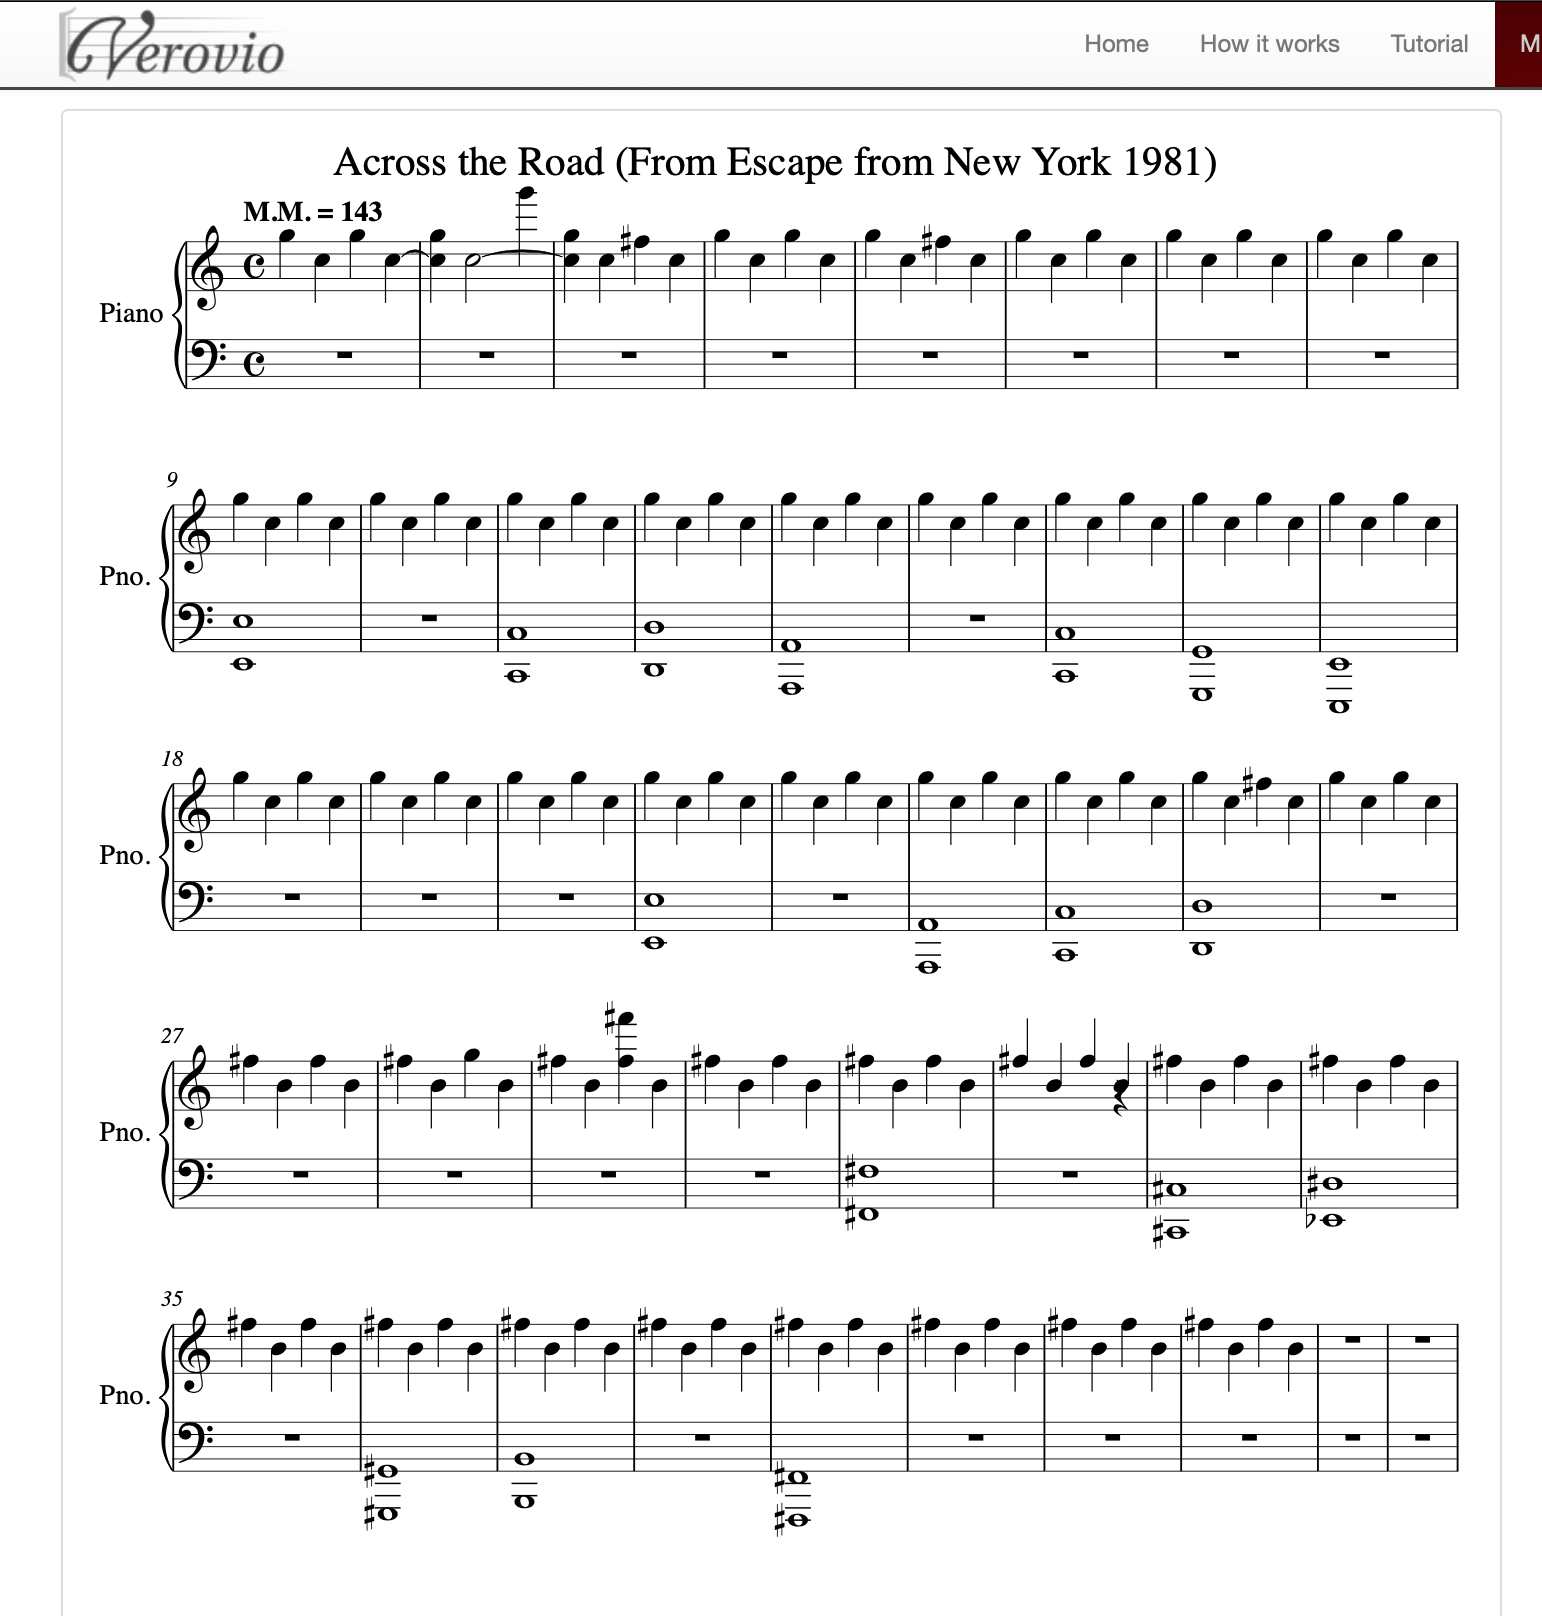 Verovio
Home How it works Tutorial M
Across the Road (From Escape from New York 1981)
M.M. = 143
Piano
9
Pno.
18
Pno.
27
Pno.
35
Pno.